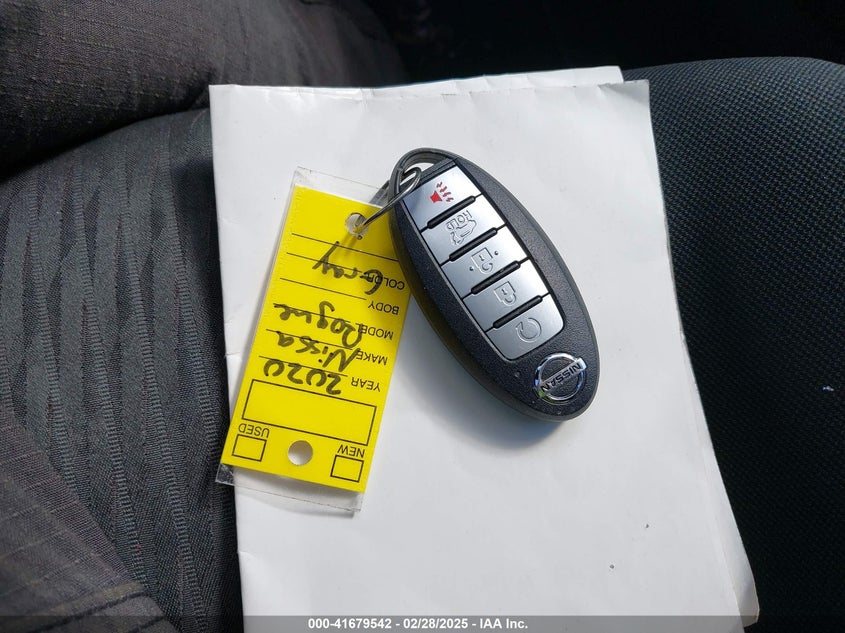 NEW
USED
YEAR 2020
MAKE Nissa
MODEL Rogue
BODY
COLOR Gray
HOLD
NISSAN
000-41679542 - 02/28/2025 - IAA Inc.